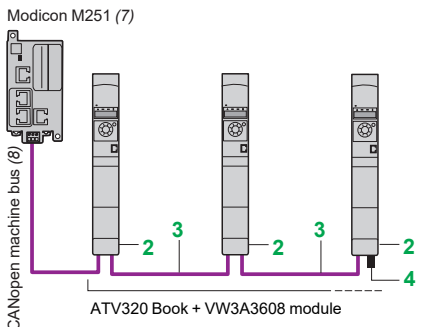 Modicon M251 (7)
CANopen machine bus (8)
2
3
2
3
2
4
ATV320 Book + VW3A3608 module